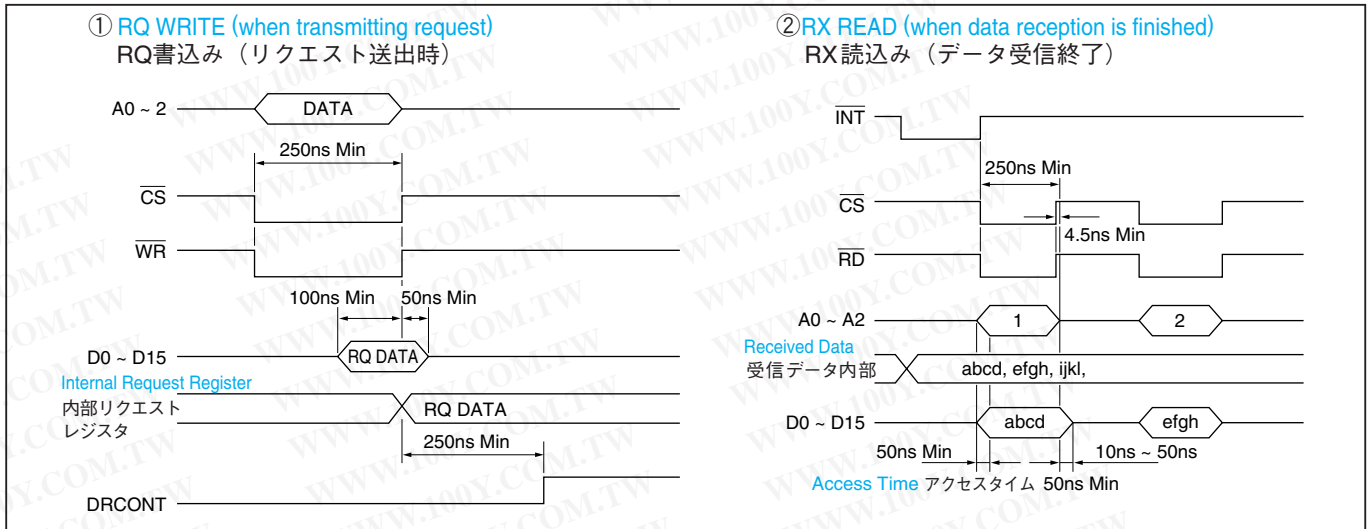 ① RQ WRITE (when transmitting request)
RQ書込み（リクエスト送出時）
A0 ~ 2
DATA
250ns Min
CS
WR
100ns Min
50ns Min
D0 ~ D15
RQ DATA
Internal Request Register
内部リクエスト
レジスタ
RQ DATA
250ns Min
DRCONT
②RX READ (when data reception is finished)
RX読込み（データ受信終了）
INT
250ns Min
CS
4.5ns Min
RD
A0 ~ A2
1
2
Received Data
受信データ内部
abcd, efgh, ijkl,
D0 ~ D15
abcd
efgh
50ns Min
10ns ~ 50ns
Access Time アクセスタイム 50ns Min
WWW.100Y.COM.TW